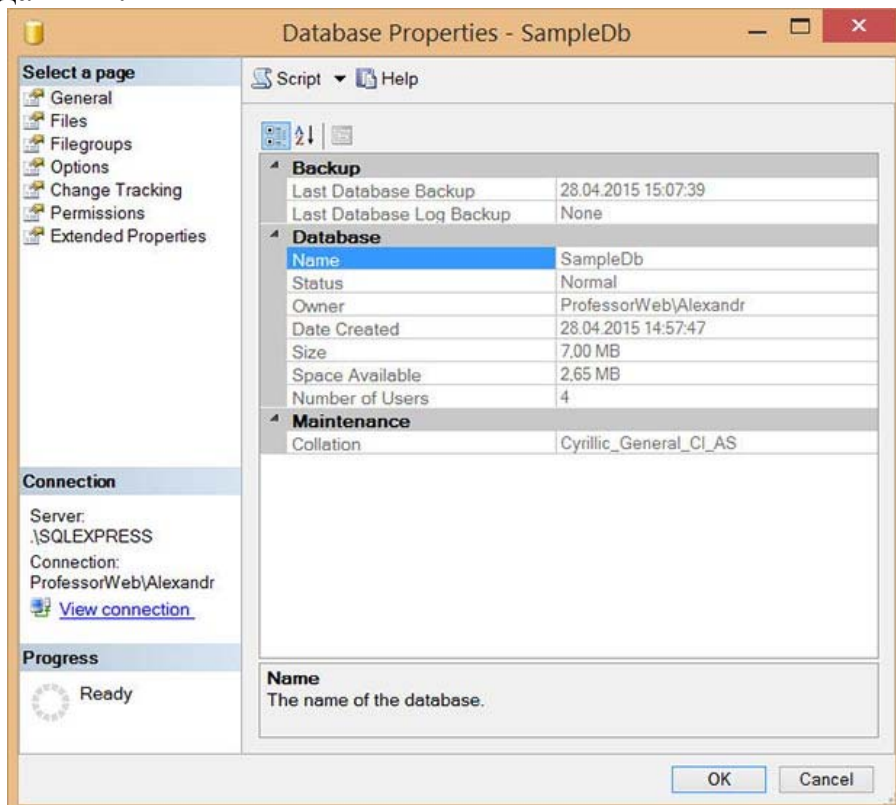 Database Properties - SampleDb
Select a page
General
Files
Filegroups
Options
Change Tracking
Permissions
Extended Properties
Script Help
Backup
Last Database Backup 28.04.2015 15:07:39
Last Database Log Backup None
Database
Name SampleDb
Status Normal
Owner ProfessorWeb\Alexandr
Date Created 28.04.2015 14:57:47
Size 7,00 MB
Space Available 2,65 MB
Number of Users 4
Maintenance
Collation Cyrillic_General_CI_AS
Connection
Server:
.\SQLEXPRESS
Connection:
ProfessorWeb\Alexandr
View connection
Progress
Ready
Name
The name of the database.
OK Cancel